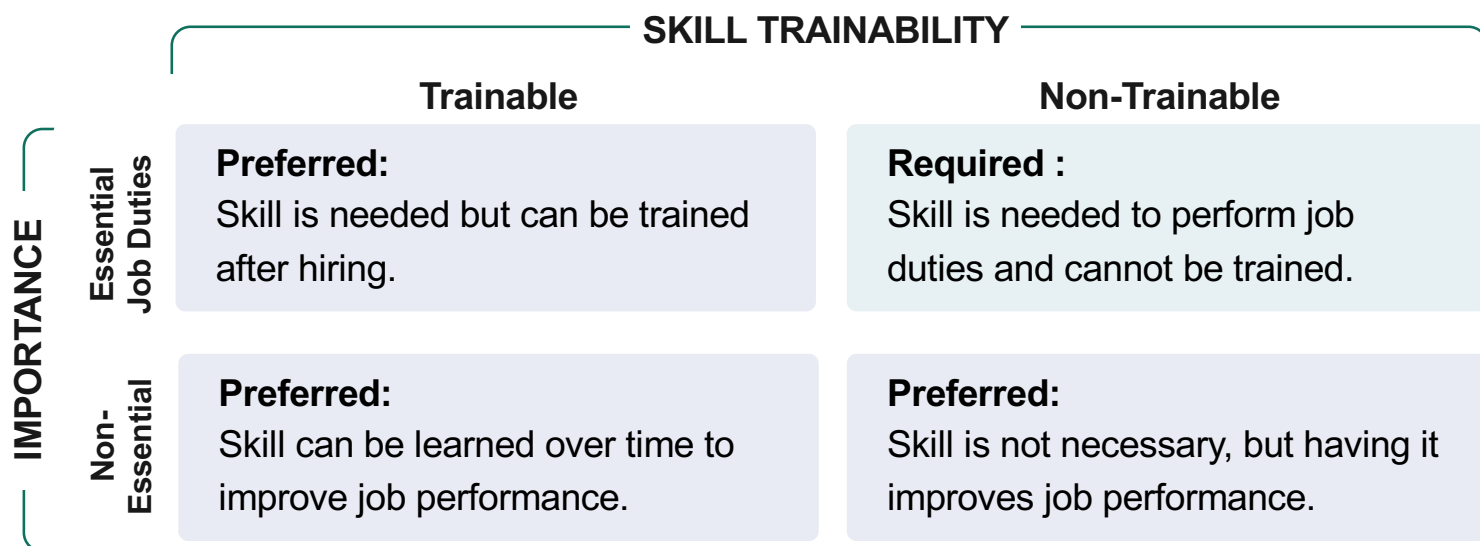 SKILL TRAINABILITY
Trainable
Non-Trainable
IMPORTANCE
Essential
Job Duties
Preferred:
Skill is needed but can be trained
after hiring.
Required :
Skill is needed to perform job
duties and cannot be trained.
Non-
Essential
Preferred:
Skill can be learned over time to
improve job performance.
Preferred:
Skill is not necessary, but having it
improves job performance.